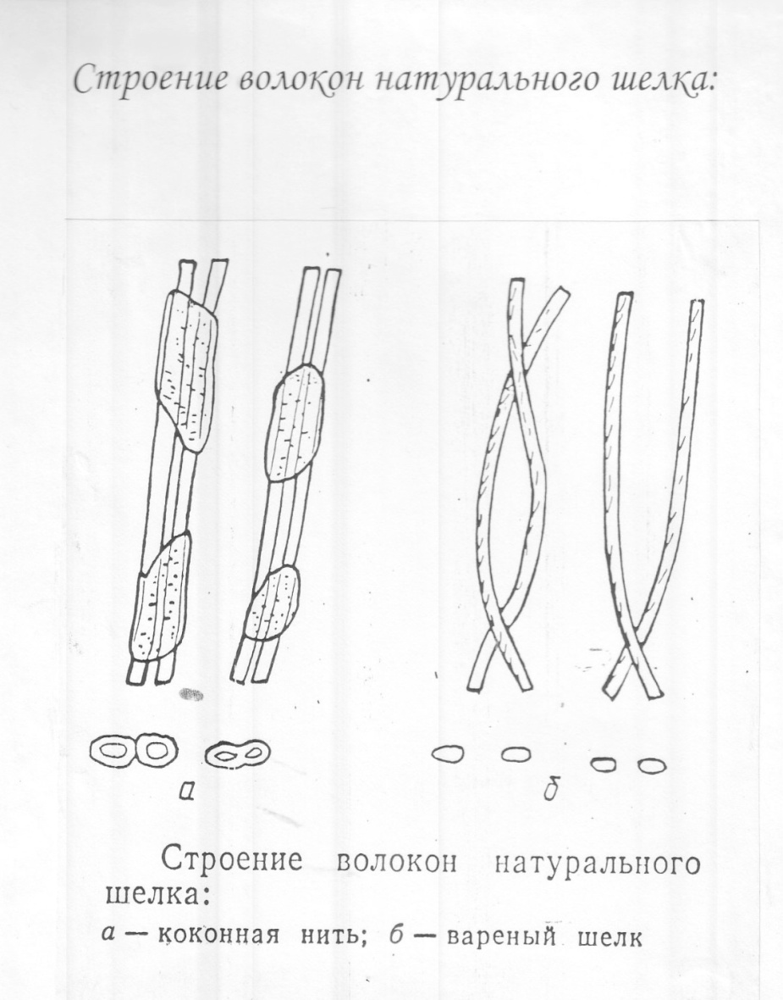 Строение волокон натурального шелка:
а
б
Строение волокон натурального
шелка:
а — коконная нить; б — вареный шелк